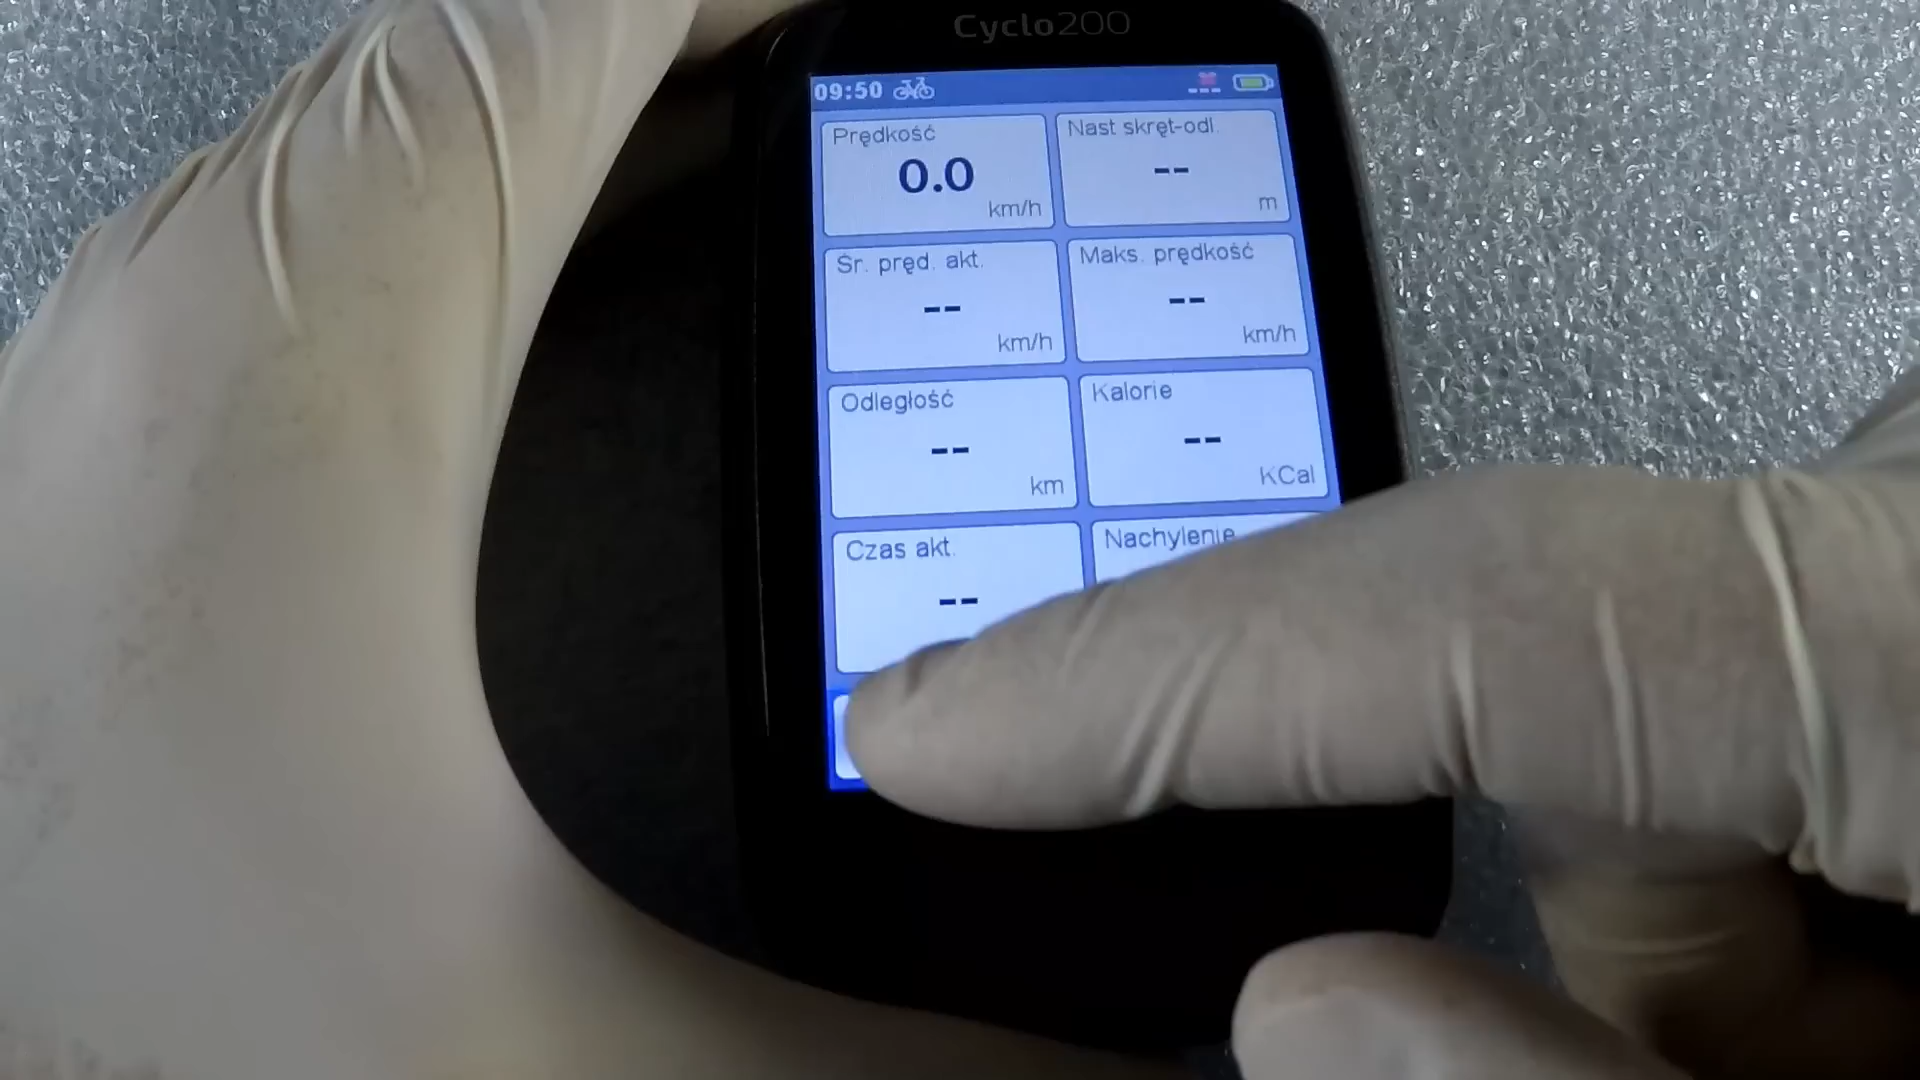 Cyclo200
09:50
Prędkość
0.0
km/h
Nast skręt-odl.
--
m
Śr. pręd. akt.
--
km/h
Maks. prędkość
--
km/h
Odległość
--
km
Kalorie
--
KCal
Czas akt.
--
Nachylenie